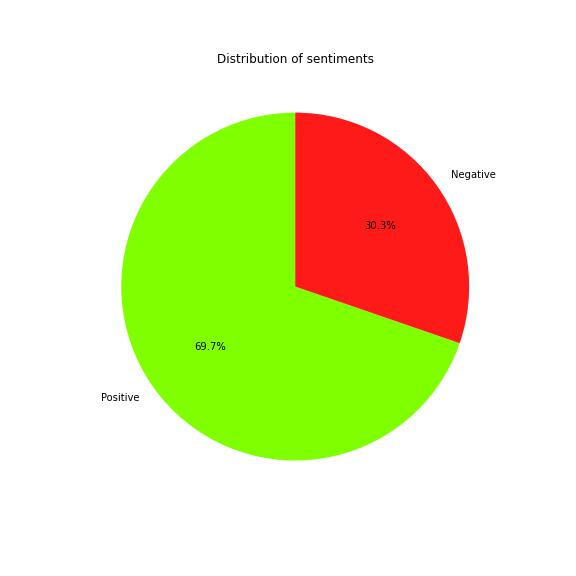 Distribution of sentiments
Negative
30.3%
69.7%
Positive